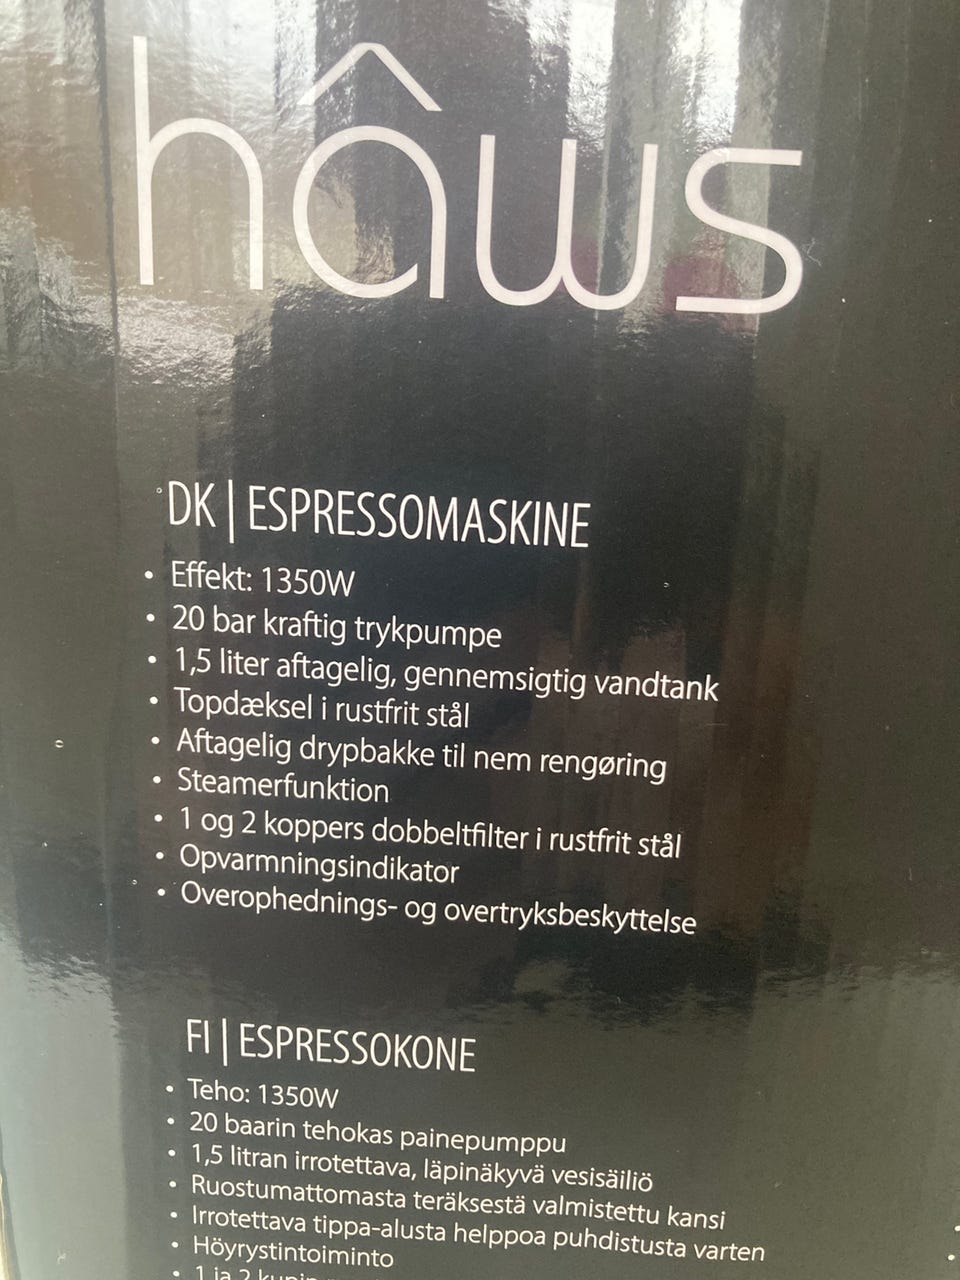 hâws
DK | ESPRESSOMASKINE
• Effekt: 1350W
• 20 bar kraftig trykpumpe
• 1,5 liter aftagelig, gennemsigtig vandtank
• Topdæksel i rustfrit stål
• Aftagelig drypbakke til nem rengøring
• Steamerfunktion
• 1 og 2 koppers dobbeltfilter i rustfrit stål
• Opvarmningsindikator
• Overophednings- og overtryksbeskyttelse
FI | ESPRESSOKONE
• Teho: 1350W
• 20 baarin tehokas painepumppu
• 1,5 litran irrotettava, läpinäkyvä vesisäiliö
• Ruostumattomasta teräksestä valmistettu kansi
• Irrotettava tippa-alusta helppoa puhdistusta varten
• Höyrystintoiminto
• 1 ja 2